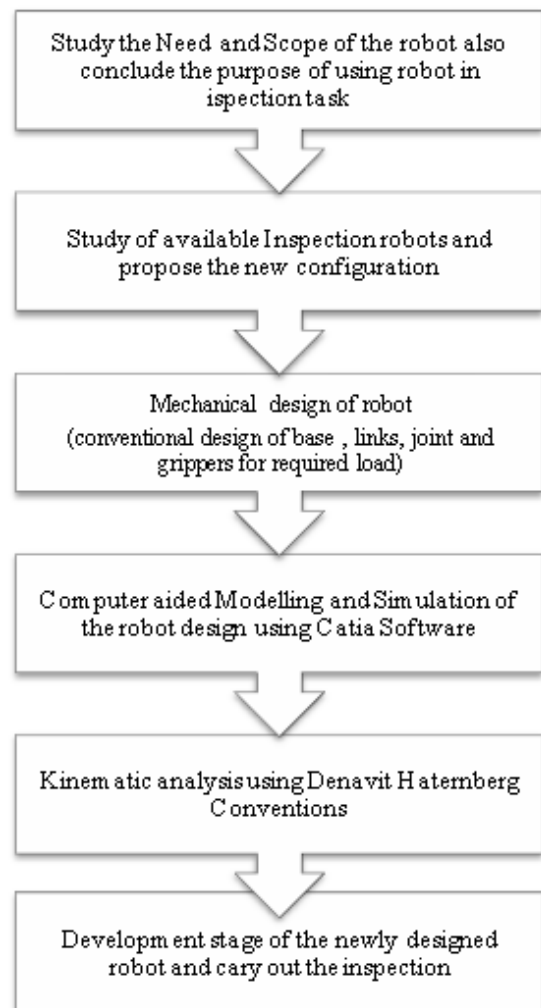 Study the Need and Scope of the robot also
conclude the purpose of using robot in
ispection task
Study of available Inspection robots and
propose the new configuration
Mechanical design of robot
(conventional design of base , links, joint and
grippers for required load)
Computer aided Modelling and Simulation of
the robot design using Catia Software
Kinematic analysis using Denavit Haternberg
Conventions
Development stage of the newly designed
robot and cary out the inspection